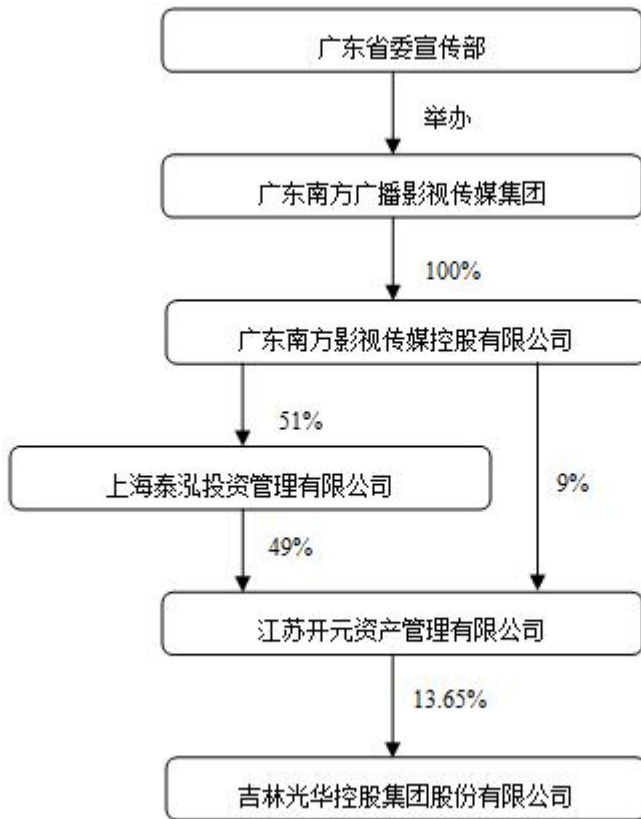 广东省委宣传部
举办
广东南方广播影视传媒集团
100%
广东南方影视传媒控股有限公司
51%
上海泰泓投资管理有限公司
9%
49%
江苏开元资产管理有限公司
13.65%
吉林光华控股集团股份有限公司